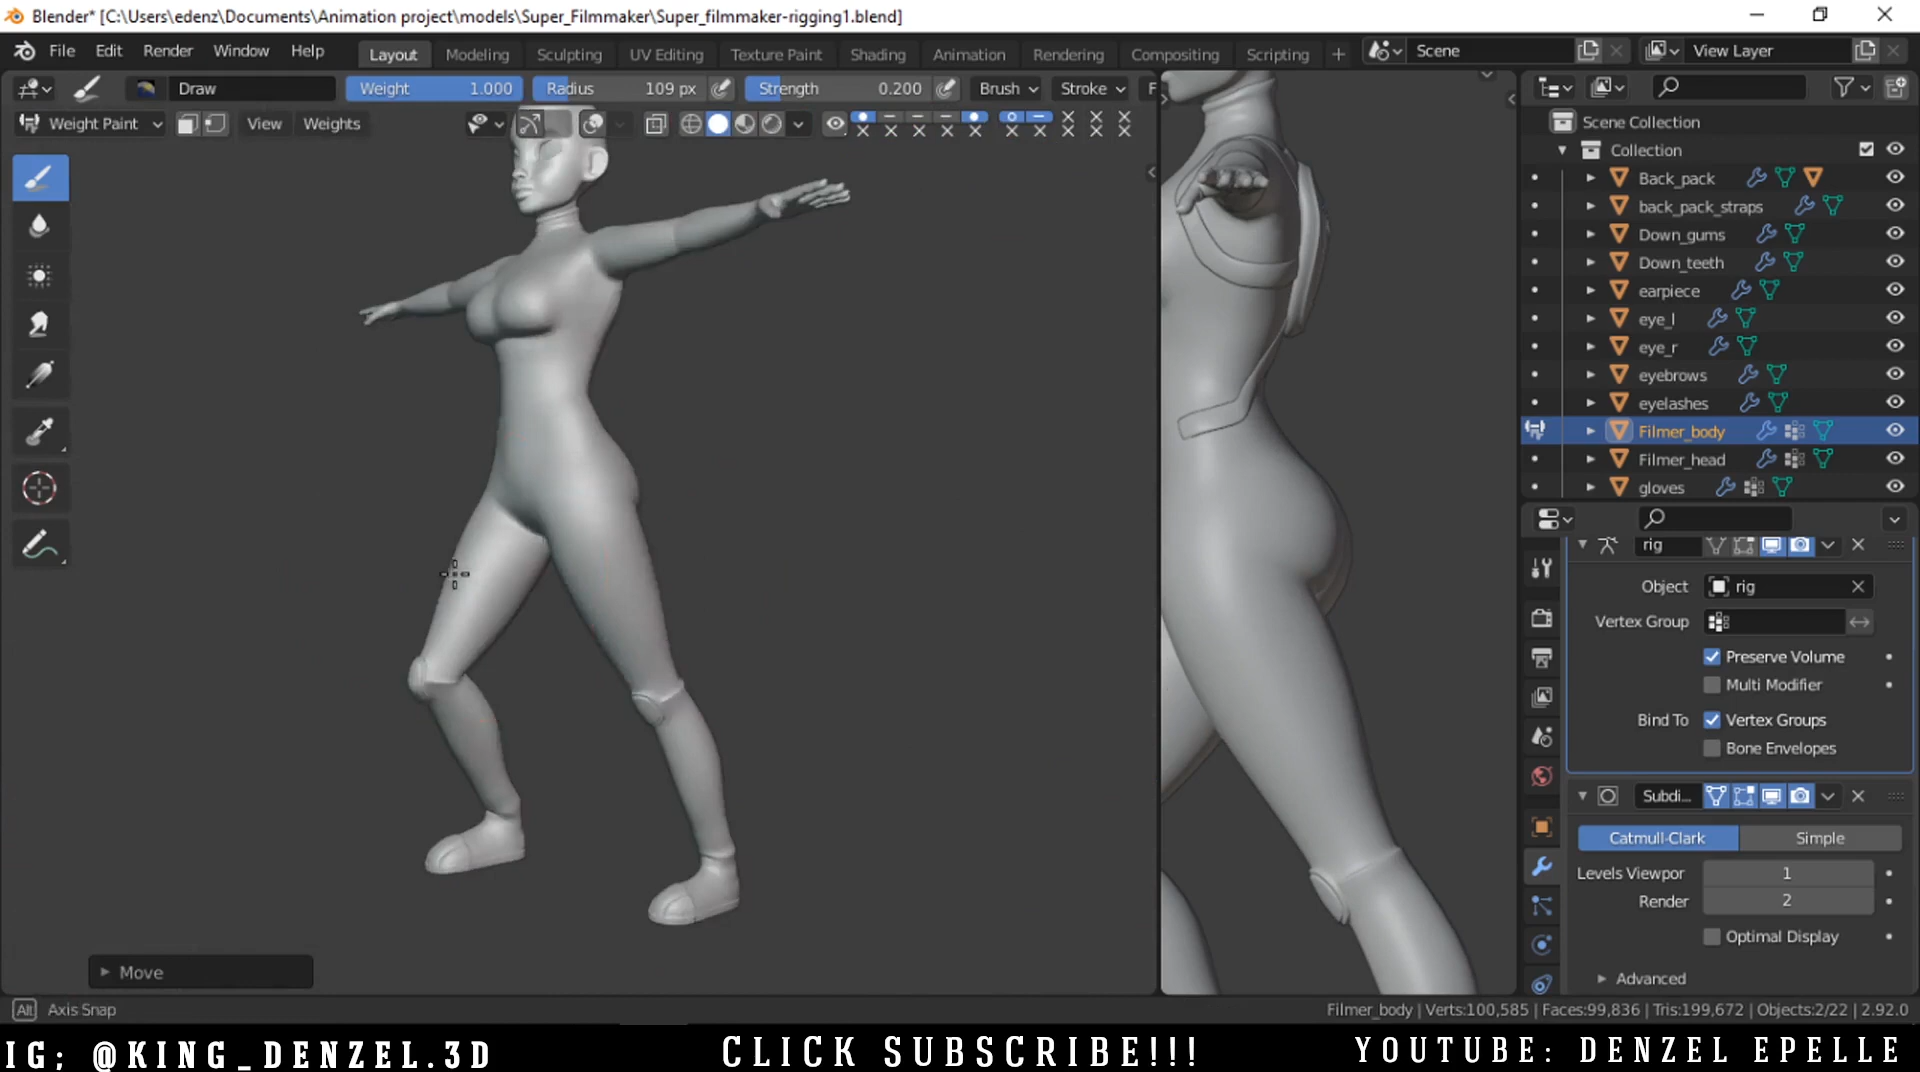 Blender* [C:\Users\edenz\Documents\Animation project\models\Super_Filmmaker\Super_filmmaker-rigging1.blend]
File Edit Render Window Help Layout Modeling Sculpting UV Editing Texture Paint Shading Animation Rendering Compositing Scripting + Scene View Layer
Draw Weight 1.000 Radius 109 px Strength 0.200 Brush Stroke F
Weight Paint View Weights
Scene Collection
Collection
Back_pack
back_pack_straps
Down_gums
Down_teeth
earpiece
eye_l
eye_r
eyebrows
eyelashes
Filmer_body
Filmer_head
gloves
rig
Object rig
Vertex Group
Preserve Volume
Multi Modifier
Bind To Vertex Groups
Bone Envelopes
Subdi...
Catmull-Clark Simple
Levels Viewpor 1
Render 2
Optimal Display
Advanced
Move
Alt Axis Snap
Filmer_body | Verts:100,585 | Faces:99,836 | Tris:199,672 | Objects:2/22 | 2.92.0
IG; @KING_DENZEL.3D CLICK SUBSCRIBE!!! YOUTUBE: DENZEL EPELLE